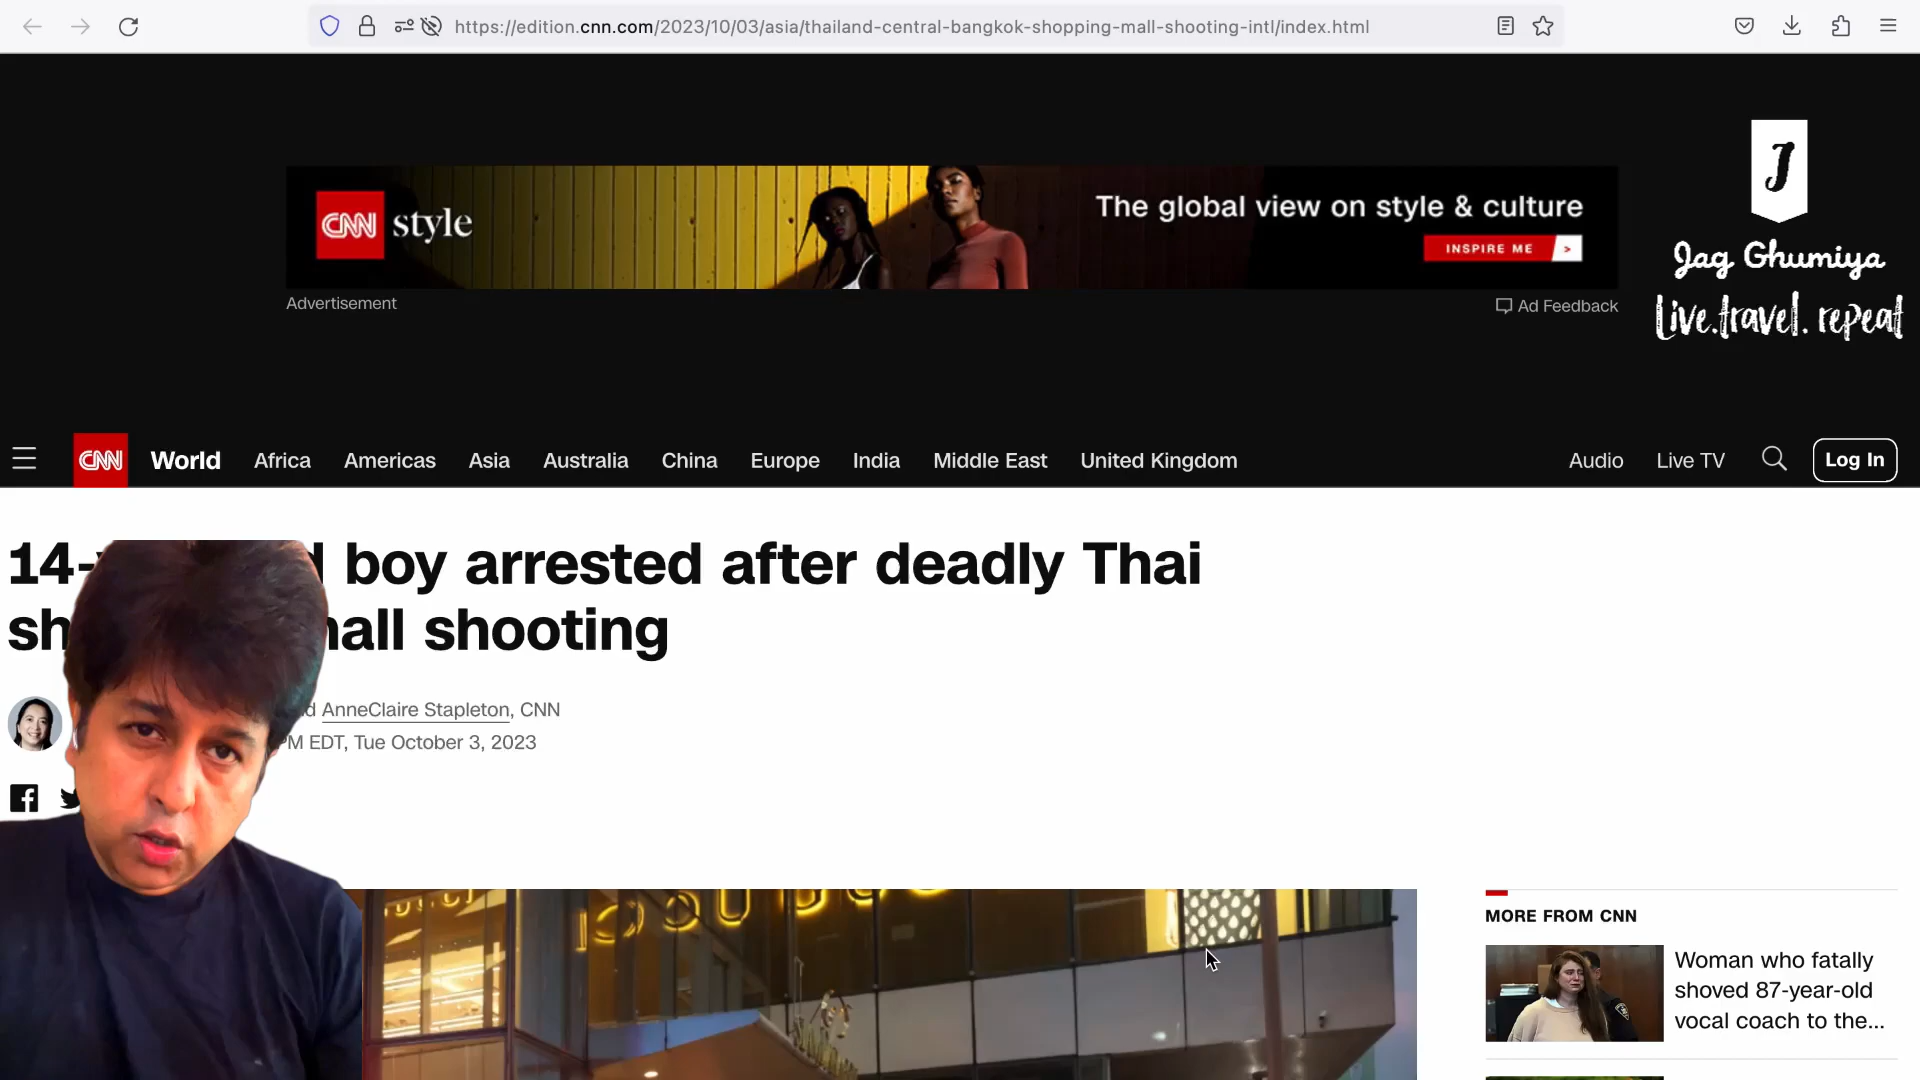 https://edition.cnn.com/2023/10/03/asia/thailand-central-bangkok-shopping-mall-shooting-intl/index.html
CNN style
The global view on style & culture
INSPIRE ME >
Advertisement
Ad Feedback
J
Jag Ghumiya
Live.travel. repeat
CNN World Africa Americas Asia Australia China Europe India Middle East United Kingdom Audio Live TV Log In
14- boy arrested after deadly Thai
shooting
AnneClaire Stapleton, CNN
PM EDT, Tue October 3, 2023
MORE FROM CNN
Woman who fatally
shoved 87-year-old
vocal coach to the...